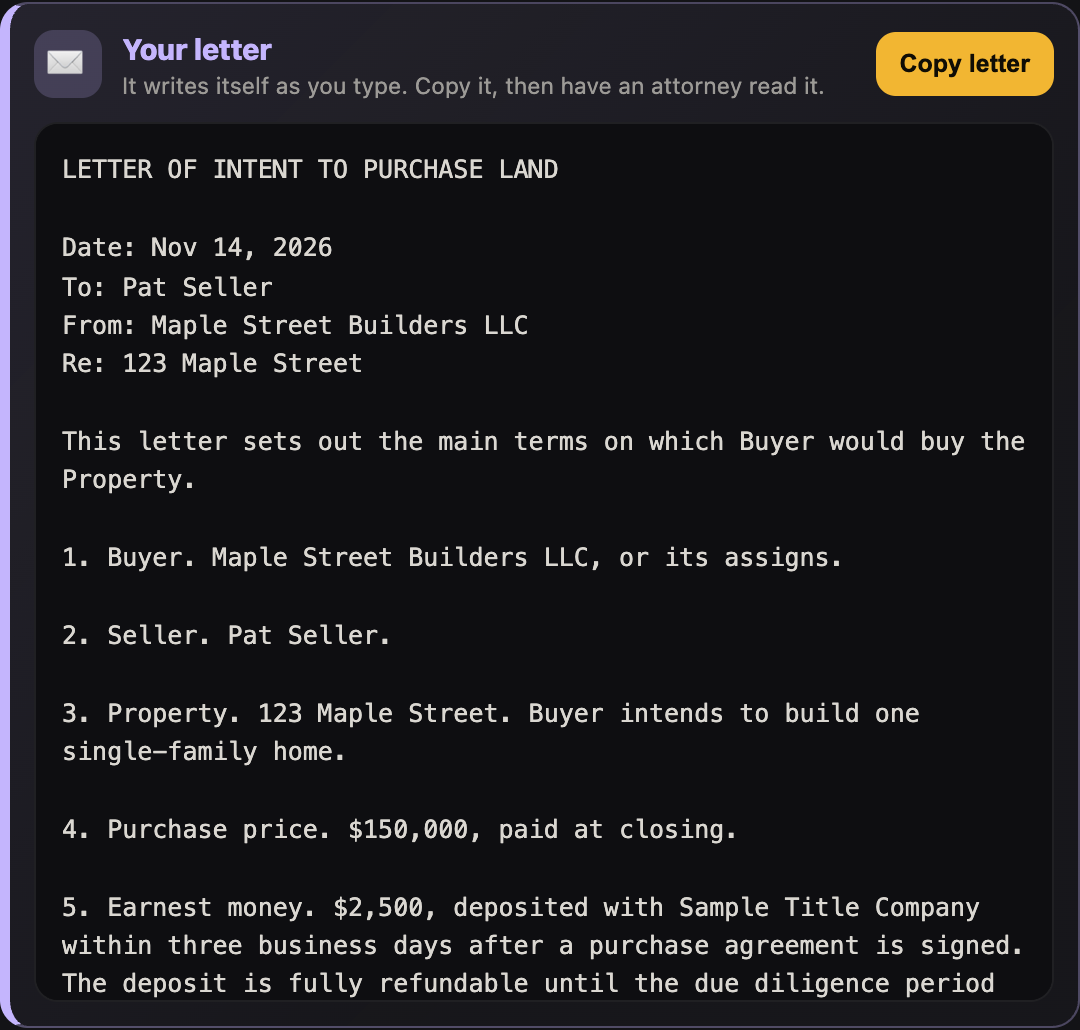 Your letter
It writes itself as you type. Copy it, then have an attorney read it.
Copy letter
LETTER OF INTENT TO PURCHASE LAND
Date: Nov 14, 2026
To: Pat Seller
From: Maple Street Builders LLC
Re: 123 Maple Street
This letter sets out the main terms on which Buyer would buy the
Property.
1. Buyer. Maple Street Builders LLC, or its assigns.
2. Seller. Pat Seller.
3. Property. 123 Maple Street. Buyer intends to build one
single-family home.
4. Purchase price. $150,000, paid at closing.
5. Earnest money. $2,500, deposited with Sample Title Company
within three business days after a purchase agreement is signed.
The deposit is fully refundable until the due diligence period